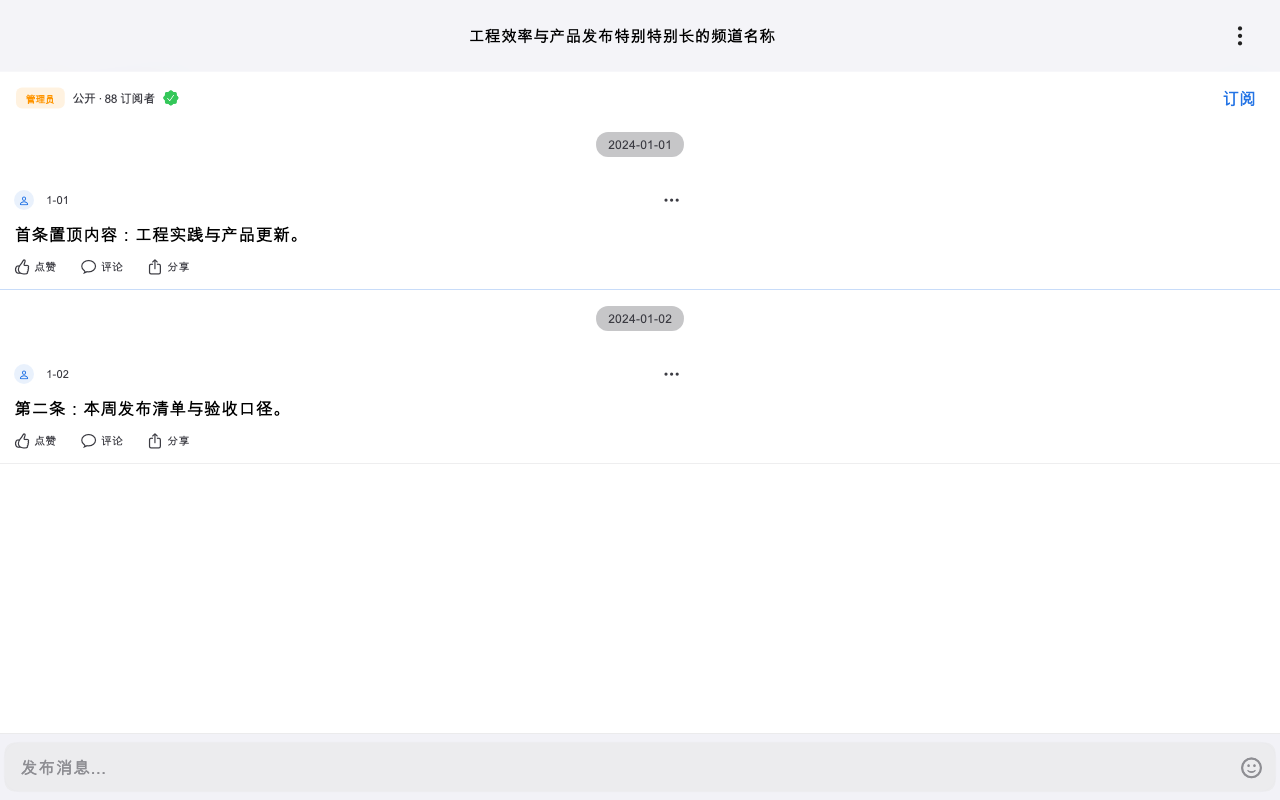 工程效率与产品发布特别特别长的频道名称
管理员 公开 · 88 订阅者 订阅
2024-01-01
1-01
首条置顶内容：工程实践与产品更新。
点赞 评论 分享
2024-01-02
1-02
第二条：本周发布清单与验收口径。
点赞 评论 分享
发布消息...